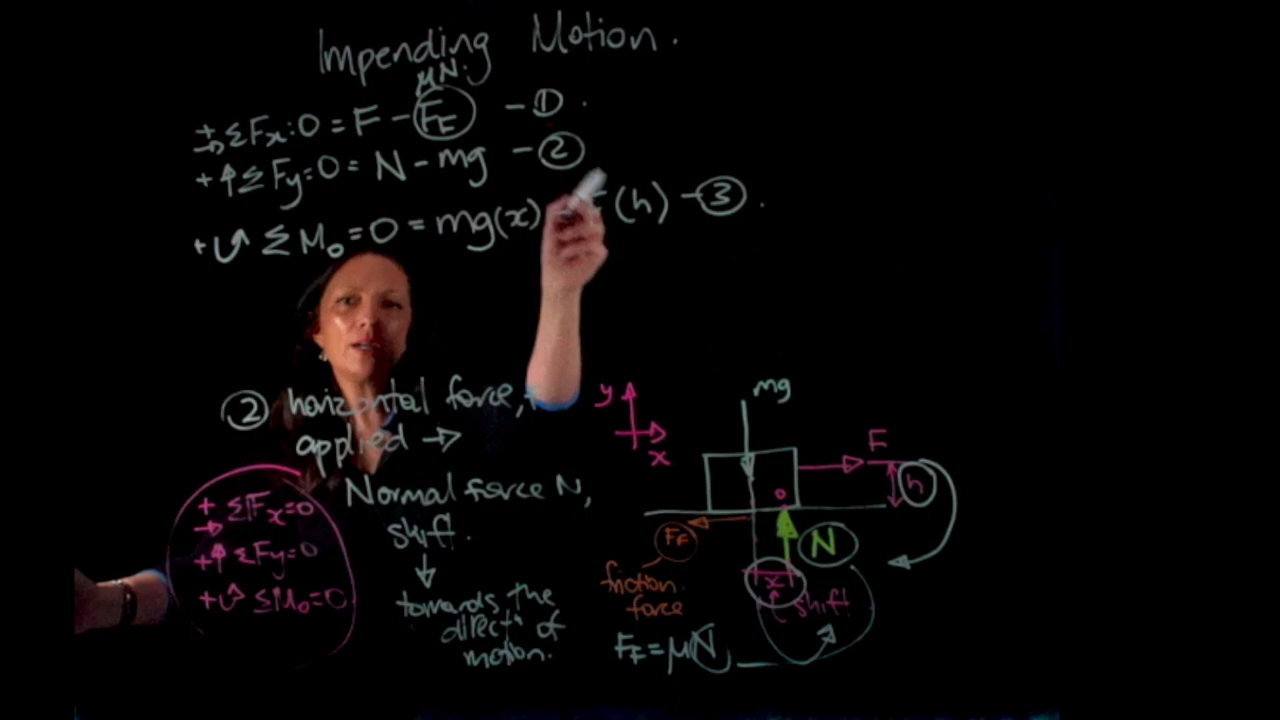 Impending Motion.
μN.
+→ ΣFx:0 = F - FF - ①.
+↑ ΣFy=0 = N - mg - ②
+↺ ΣMo=0 = mg(x) (h) - ③.
② horizontal force,
applied →
Normal force N,
shift.
↓
towards the
directn of
motion.
+→ ΣFx=0
+↑ ΣFy=0
+↺ ΣMo=0
mg
y
x
F
h
o
FF
N
friction
force
x
shift
FF = μN